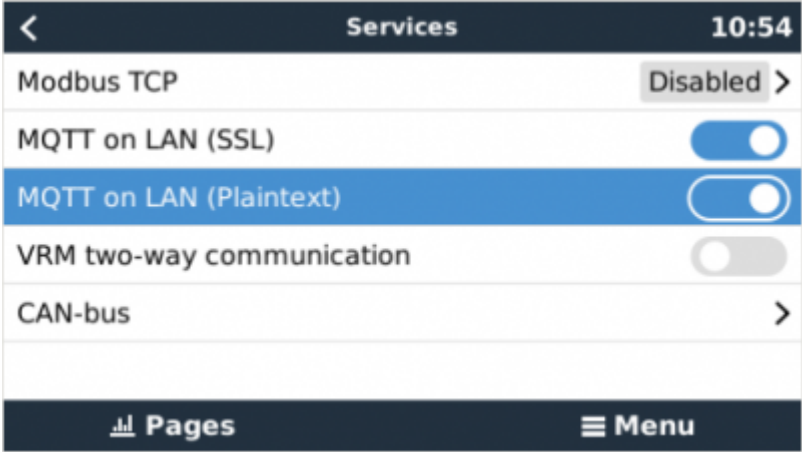 Services 10:54
Modbus TCP Disabled
MQTT on LAN (SSL)
MQTT on LAN (Plaintext)
VRM two-way communication
CAN-bus
Pages Menu